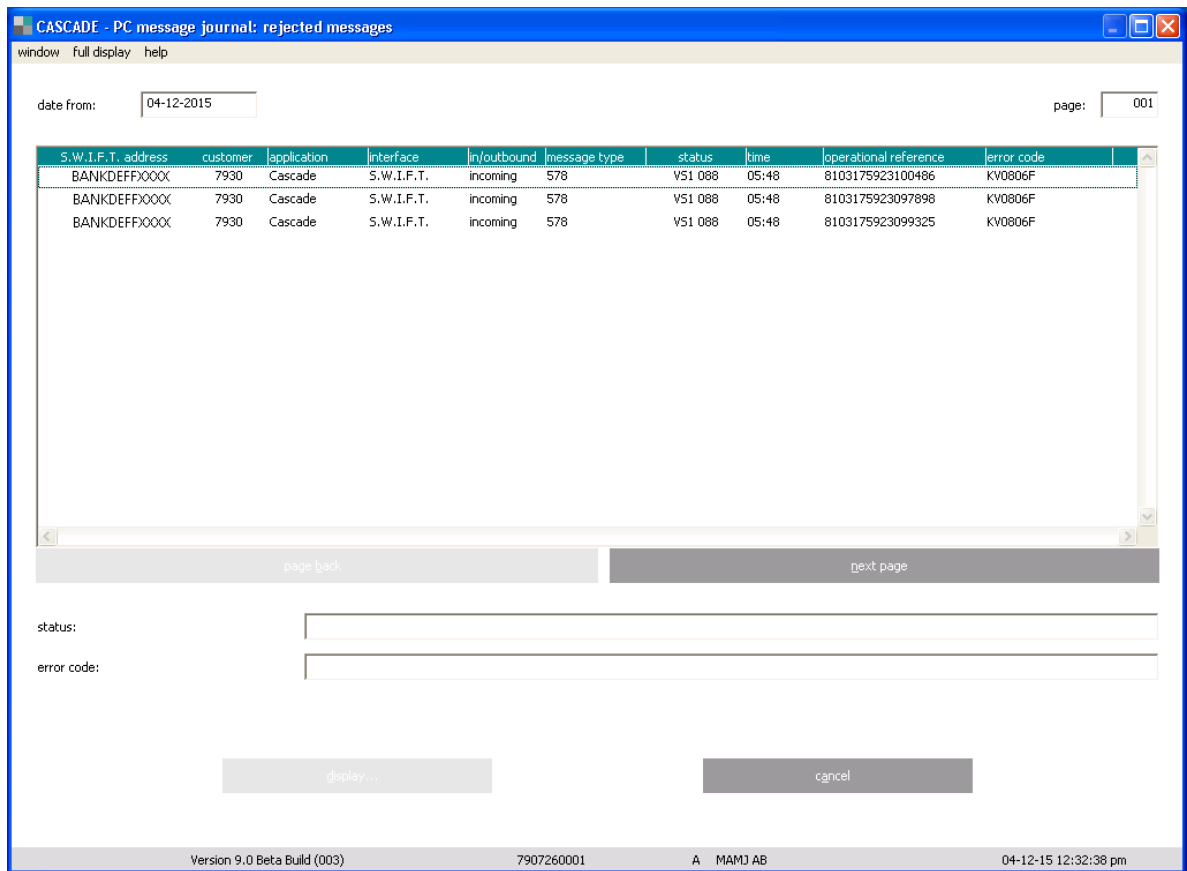 CASCADE - PC message journal: rejected messages
window full display help
date from: 04-12-2015 page: 001
S.W.I.F.T. address customer application interface in/outbound message type status time operational reference error code
BANKDEFFXXXX 7930 Cascade S.W.I.F.T. incoming 578 VS1 088 05:48 8103175923100486 KV0806F
BANKDEFFXXXX 7930 Cascade S.W.I.F.T. incoming 578 VS1 088 05:48 8103175923097898 KV0806F
BANKDEFFXXXX 7930 Cascade S.W.I.F.T. incoming 578 VS1 088 05:48 8103175923099325 KV0806F
page back next page
status:
error code:
display... cancel
Version 9.0 Beta Build (003) 7907260001 A MAMJ AB 04-12-15 12:32:38 pm